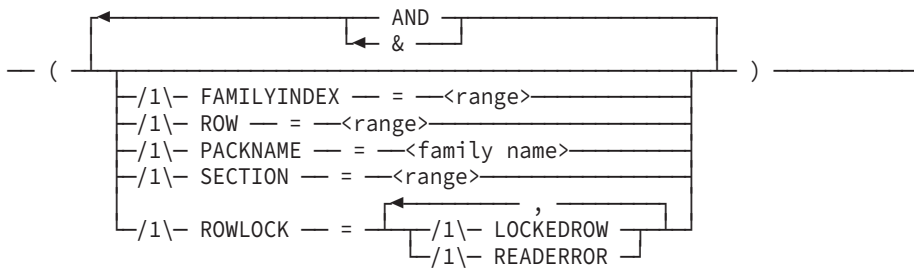 AND
&
( )
/1\ FAMILYINDEX = <range>
/1\ ROW = <range>
/1\ PACKNAME = <family name>
/1\ SECTION = <range>
,
/1\ ROWLOCK = /1\ LOCKEDROW
/1\ READERROR